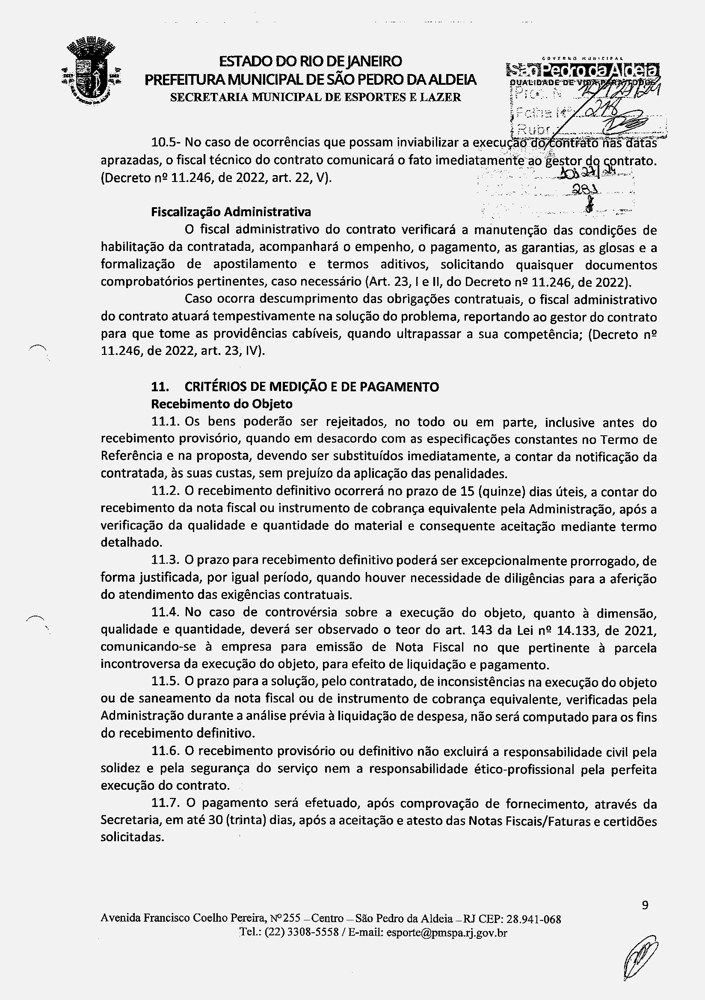 ESTADO DO RIO DE JANEIRO
PREFEITURA MUNICIPAL DE SÃO PEDRO DA ALDEIA
SECRETARIA MUNICIPAL DE ESPORTES E LAZER
GOVERNO MUNICIPAL
São Pedro da Aldeia
QUALIDADE DE VIDA PARA TODOS
Proc. N
Folha Nº 218
Rubr.
10.5- No caso de ocorrências que possam inviabilizar a execução do contrato nas datas
aprazadas, o fiscal técnico do contrato comunicará o fato imediatamente ao gestor do contrato.
(Decreto nº 11.246, de 2022, art. 22, V).
281
Fiscalização Administrativa
O fiscal administrativo do contrato verificará a manutenção das condições de
habilitação da contratada, acompanhará o empenho, o pagamento, as garantias, as glosas e a
formalização de apostilamento e termos aditivos, solicitando quaisquer documentos
comprobatórios pertinentes, caso necessário (Art. 23, I e II, do Decreto nº 11.246, de 2022).
Caso ocorra descumprimento das obrigações contratuais, o fiscal administrativo
do contrato atuará tempestivamente na solução do problema, reportando ao gestor do contrato
para que tome as providências cabíveis, quando ultrapassar a sua competência; (Decreto nº
11.246, de 2022, art. 23, IV).
11. CRITÉRIOS DE MEDIÇÃO E DE PAGAMENTO
Recebimento do Objeto
11.1. Os bens poderão ser rejeitados, no todo ou em parte, inclusive antes do
recebimento provisório, quando em desacordo com as especificações constantes no Termo de
Referência e na proposta, devendo ser substituídos imediatamente, a contar da notificação da
contratada, às suas custas, sem prejuízo da aplicação das penalidades.
11.2. O recebimento definitivo ocorrerá no prazo de 15 (quinze) dias úteis, a contar do
recebimento da nota fiscal ou instrumento de cobrança equivalente pela Administração, após a
verificação da qualidade e quantidade do material e consequente aceitação mediante termo
detalhado.
11.3. O prazo para recebimento definitivo poderá ser excepcionalmente prorrogado, de
forma justificada, por igual período, quando houver necessidade de diligências para a aferição
do atendimento das exigências contratuais.
11.4. No caso de controvérsia sobre a execução do objeto, quanto à dimensão,
qualidade e quantidade, deverá ser observado o teor do art. 143 da Lei nº 14.133, de 2021,
comunicando-se à empresa para emissão de Nota Fiscal no que pertinente à parcela
incontroversa da execução do objeto, para efeito de liquidação e pagamento.
11.5. O prazo para a solução, pelo contratado, de inconsistências na execução do objeto
ou de saneamento da nota fiscal ou de instrumento de cobrança equivalente, verificadas pela
Administração durante a análise prévia à liquidação de despesa, não será computado para os fins
do recebimento definitivo.
11.6. O recebimento provisório ou definitivo não excluirá a responsabilidade civil pela
solidez e pela segurança do serviço nem a responsabilidade ético-profissional pela perfeita
execução do contrato.
11.7. O pagamento será efetuado, após comprovação de fornecimento, através da
Secretaria, em até 30 (trinta) dias, após a aceitação e atesto das Notas Fiscais/Faturas e certidões
solicitadas.
9
Avenida Francisco Coelho Pereira, Nº 255 – Centro – São Pedro da Aldeia – RJ CEP: 28.941-068
Tel.: (22) 3308-5558 / E-mail: esporte@pmspa.rj.gov.br